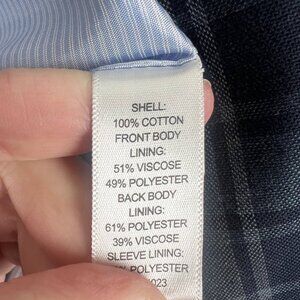 SHELL:
100% COTTON
FRONT BODY
LINING:
51% VISCOSE
49% POLYESTER
BACK BODY
LINING:
61% POLYESTER
39% VISCOSE
SLEEVE LINING:
POLYESTER